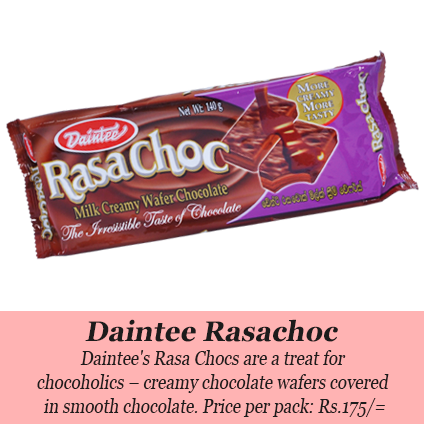 Daintee
Net. Wt. 140 g
MORE
CREAMY
MORE
TASTY
RasaChoc
Milk Creamy Wafer Chocolate
The Irresistible Taste of Chocolate
RasaChoc
Daintee Rasachoc
Daintee's Rasa Chocs are a treat for
chocoholics – creamy chocolate wafers covered
in smooth chocolate. Price per pack: Rs.175/=